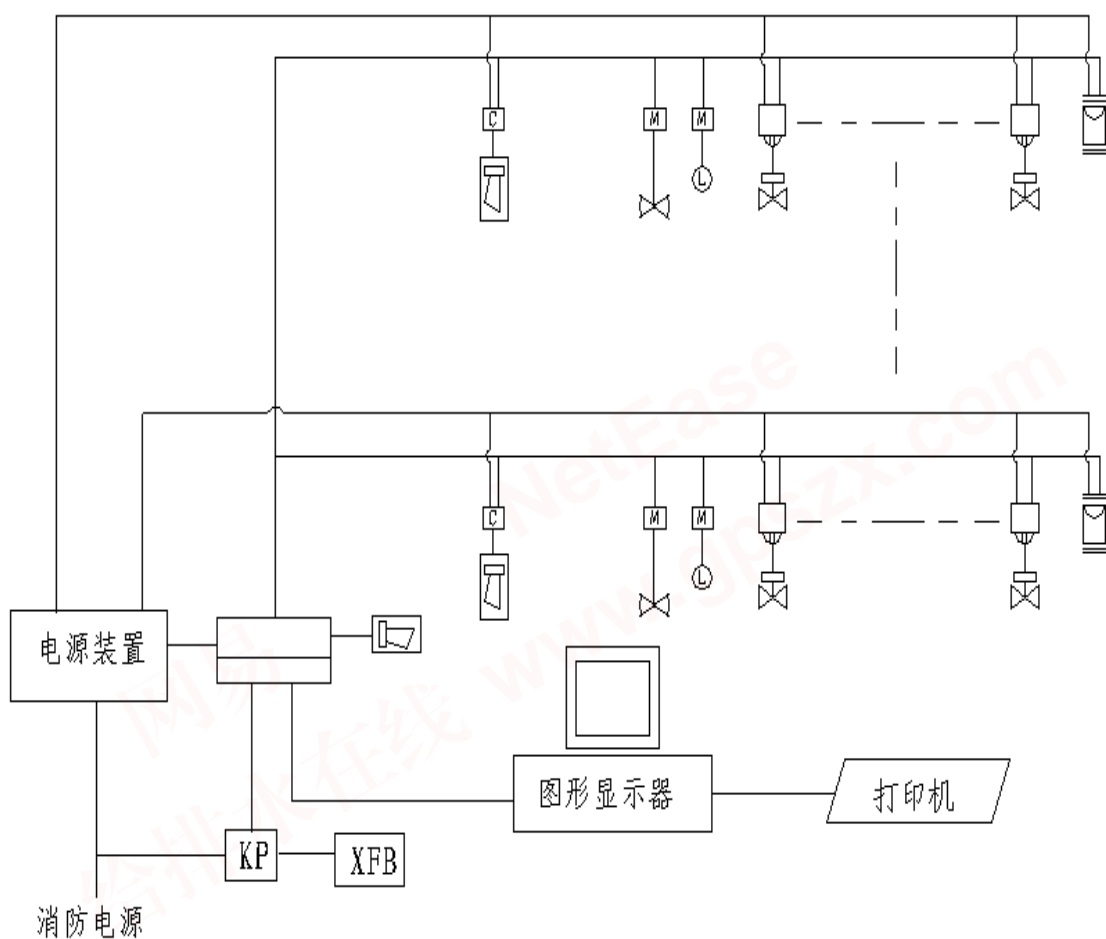 C M M
L
C M M
L
电源装置
图形显示器
打印机
KP XFB
消防电源
NetEase
www.gpszx.com
网易
给排水在线